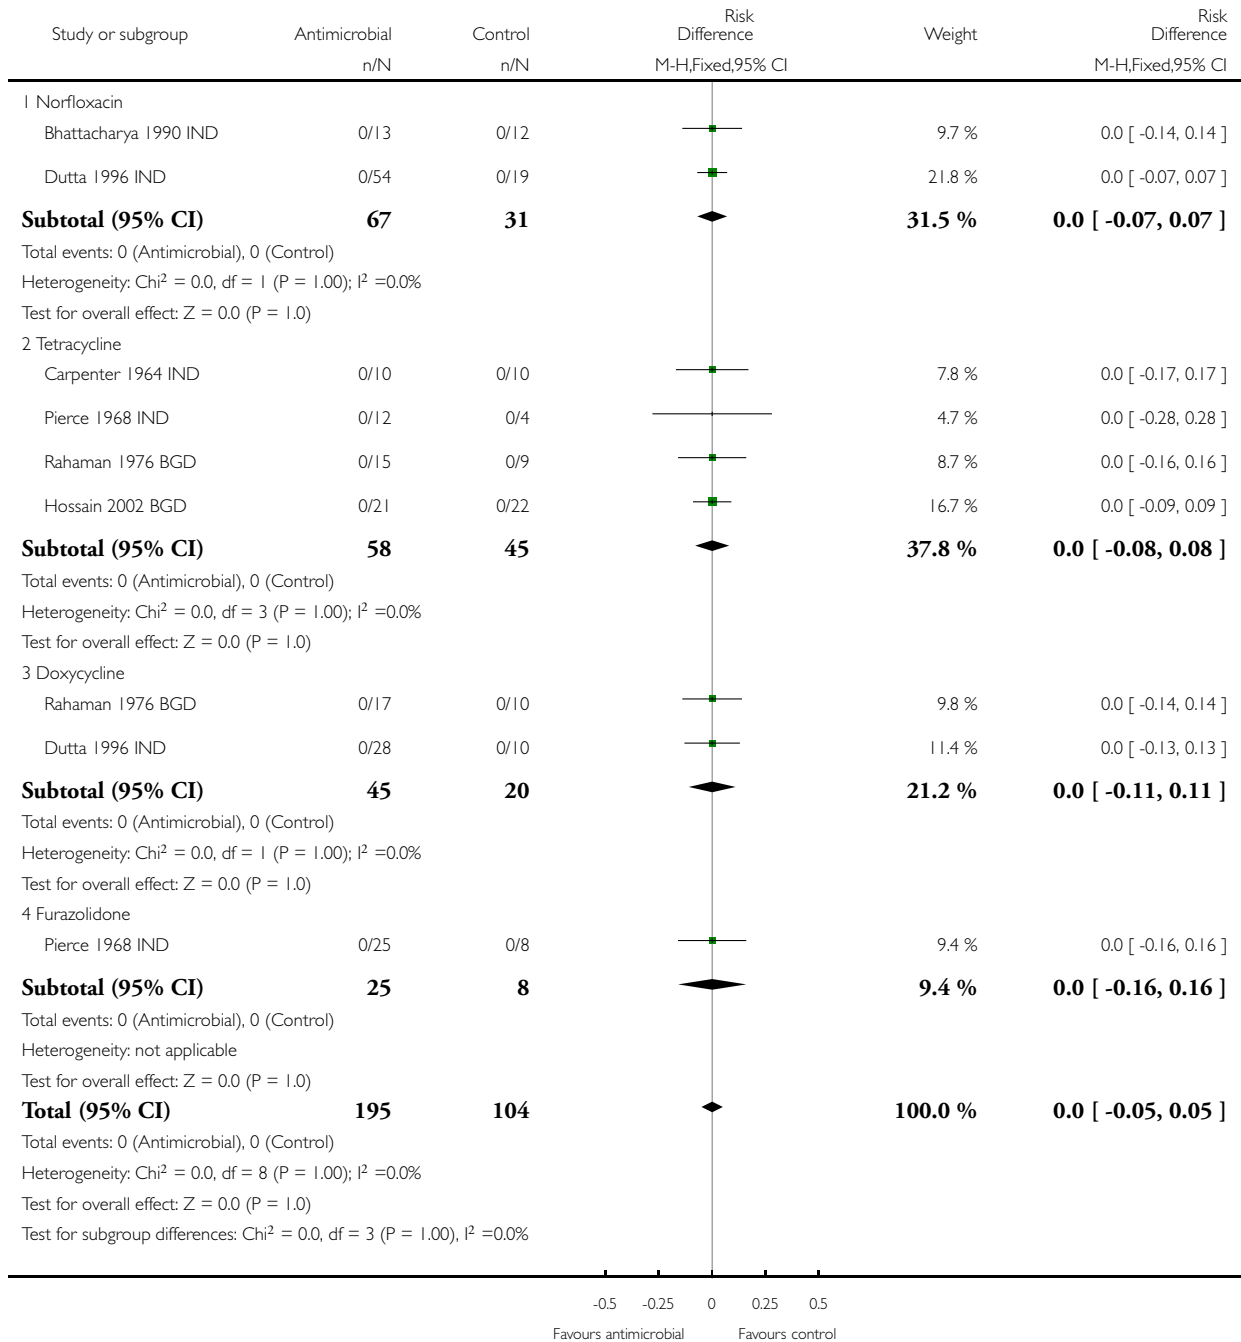 Study or subgroup Antimicrobial Control Risk Difference Weight Risk Difference
n/N n/N M-H,Fixed,95% CI M-H,Fixed,95% CI
1 Norfloxacin
Bhattacharya 1990 IND 0/13 0/12 9.7 % 0.0 [ -0.14, 0.14 ]
Dutta 1996 IND 0/54 0/19 21.8 % 0.0 [ -0.07, 0.07 ]
Subtotal (95% CI) 67 31 31.5 % 0.0 [ -0.07, 0.07 ]
Total events: 0 (Antimicrobial), 0 (Control)
Heterogeneity: Chi² = 0.0, df = 1 (P = 1.00); I² =0.0%
Test for overall effect: Z = 0.0 (P = 1.0)
2 Tetracycline
Carpenter 1964 IND 0/10 0/10 7.8 % 0.0 [ -0.17, 0.17 ]
Pierce 1968 IND 0/12 0/4 4.7 % 0.0 [ -0.28, 0.28 ]
Rahaman 1976 BGD 0/15 0/9 8.7 % 0.0 [ -0.16, 0.16 ]
Hossain 2002 BGD 0/21 0/22 16.7 % 0.0 [ -0.09, 0.09 ]
Subtotal (95% CI) 58 45 37.8 % 0.0 [ -0.08, 0.08 ]
Total events: 0 (Antimicrobial), 0 (Control)
Heterogeneity: Chi² = 0.0, df = 3 (P = 1.00); I² =0.0%
Test for overall effect: Z = 0.0 (P = 1.0)
3 Doxycycline
Rahaman 1976 BGD 0/17 0/10 9.8 % 0.0 [ -0.14, 0.14 ]
Dutta 1996 IND 0/28 0/10 11.4 % 0.0 [ -0.13, 0.13 ]
Subtotal (95% CI) 45 20 21.2 % 0.0 [ -0.11, 0.11 ]
Total events: 0 (Antimicrobial), 0 (Control)
Heterogeneity: Chi² = 0.0, df = 1 (P = 1.00); I² =0.0%
Test for overall effect: Z = 0.0 (P = 1.0)
4 Furazolidone
Pierce 1968 IND 0/25 0/8 9.4 % 0.0 [ -0.16, 0.16 ]
Subtotal (95% CI) 25 8 9.4 % 0.0 [ -0.16, 0.16 ]
Total events: 0 (Antimicrobial), 0 (Control)
Heterogeneity: not applicable
Test for overall effect: Z = 0.0 (P = 1.0)
Total (95% CI) 195 104 100.0 % 0.0 [ -0.05, 0.05 ]
Total events: 0 (Antimicrobial), 0 (Control)
Heterogeneity: Chi² = 0.0, df = 8 (P = 1.00); I² =0.0%
Test for overall effect: Z = 0.0 (P = 1.0)
Test for subgroup differences: Chi² = 0.0, df = 3 (P = 1.00), I² =0.0%
-0.5 -0.25 0 0.25 0.5
Favours antimicrobial Favours control